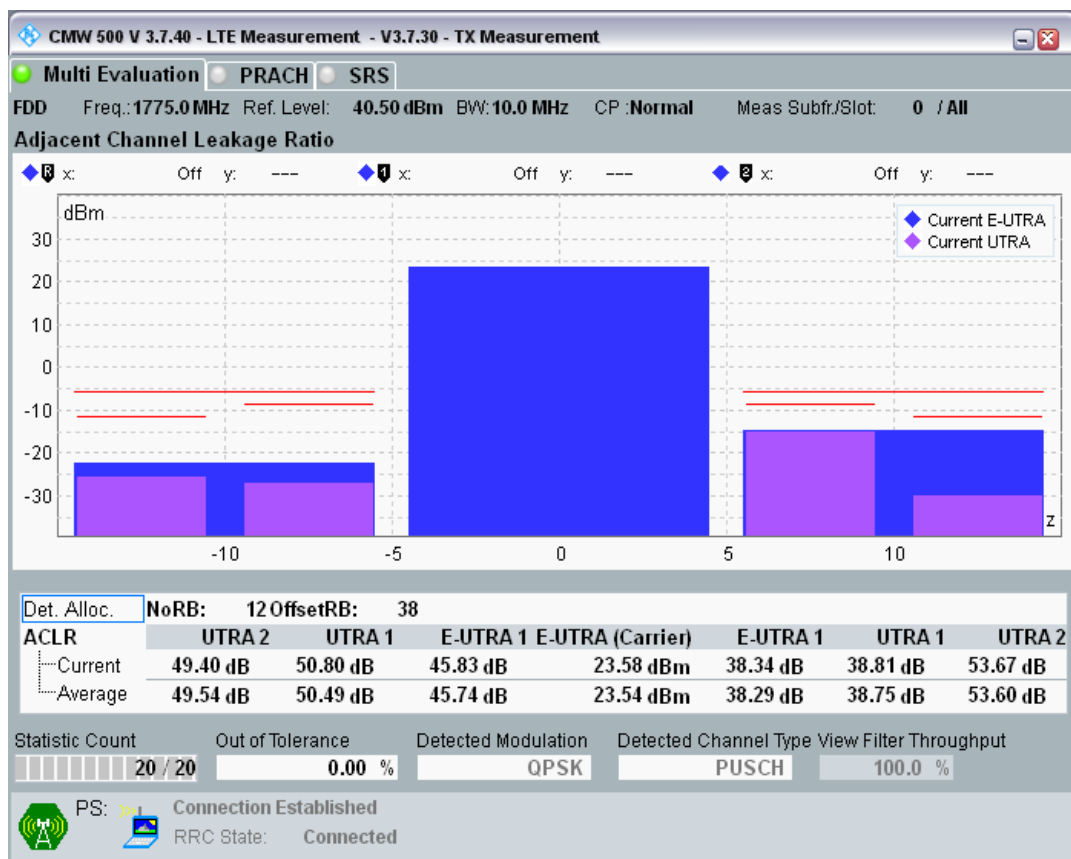 CMW 500 V 3.7.40 - LTE Measurement - V3.7.30 - TX Measurement
Multi Evaluation PRACH SRS
FDD Freq.: 1775.0 MHz Ref. Level: 40.50 dBm BW: 10.0 MHz CP : Normal Meas Subfr./Slot: 0 / All
Adjacent Channel Leakage Ratio
R x: Off y: --- 1 x: Off y: --- 2 x: Off y: ---
dBm
Current E-UTRA
Current UTRA
30
20
10
0
-10
-20
-30
z
-10 -5 0 5 10
Det. Alloc. NoRB: 12 OffsetRB: 38
ACLR UTRA 2 UTRA 1 E-UTRA 1 E-UTRA (Carrier) E-UTRA 1 UTRA 1 UTRA 2
Current 49.40 dB 50.80 dB 45.83 dB 23.58 dBm 38.34 dB 38.81 dB 53.67 dB
Average 49.54 dB 50.49 dB 45.74 dB 23.54 dBm 38.29 dB 38.75 dB 53.60 dB
Statistic Count Out of Tolerance Detected Modulation Detected Channel Type View Filter Throughput
20 / 20 0.00 % QPSK PUSCH 100.0 %
PS: Connection Established
RRC State: Connected